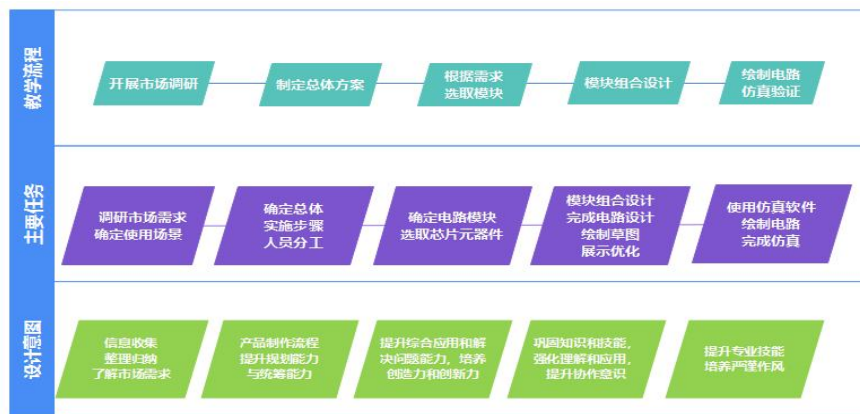 教学流程
开展市场调研
制定总体方案
根据需求
选取模块
模块组合设计
绘制电路
仿真验证
主要任务
调研市场需求
确定使用场景
确定总体
实施步骤
人员分工
确定电路模块
选取芯片元器件
模块组合设计
完成电路设计
绘制草图
展示优化
使用仿真软件
绘制电路
完成仿真
设计意图
信息收集
整理归纳
了解市场需求
产品制作流程
提升规划能力
与统筹能力
提升综合应用和解
决问题能力，培养
创造力和创新力
巩固知识和技能，
强化理解和应用，
提升协作意识
提升专业技能
培养严谨作风